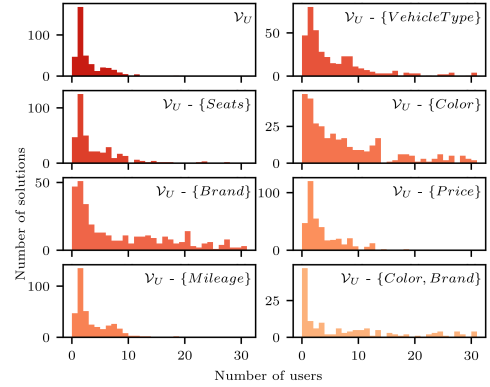 𝒱_U
100
0
𝒱_U - {VehicleType}
50
0
𝒱_U - {Seats}
100
0
𝒱_U - {Color}
25
0
𝒱_U - {Brand}
50
0
𝒱_U - {Price}
100
0
𝒱_U - {Mileage}
100
0
𝒱_U - {Color, Brand}
25
0
0 10 20 30
0 10 20 30
Number of solutions
Number of users